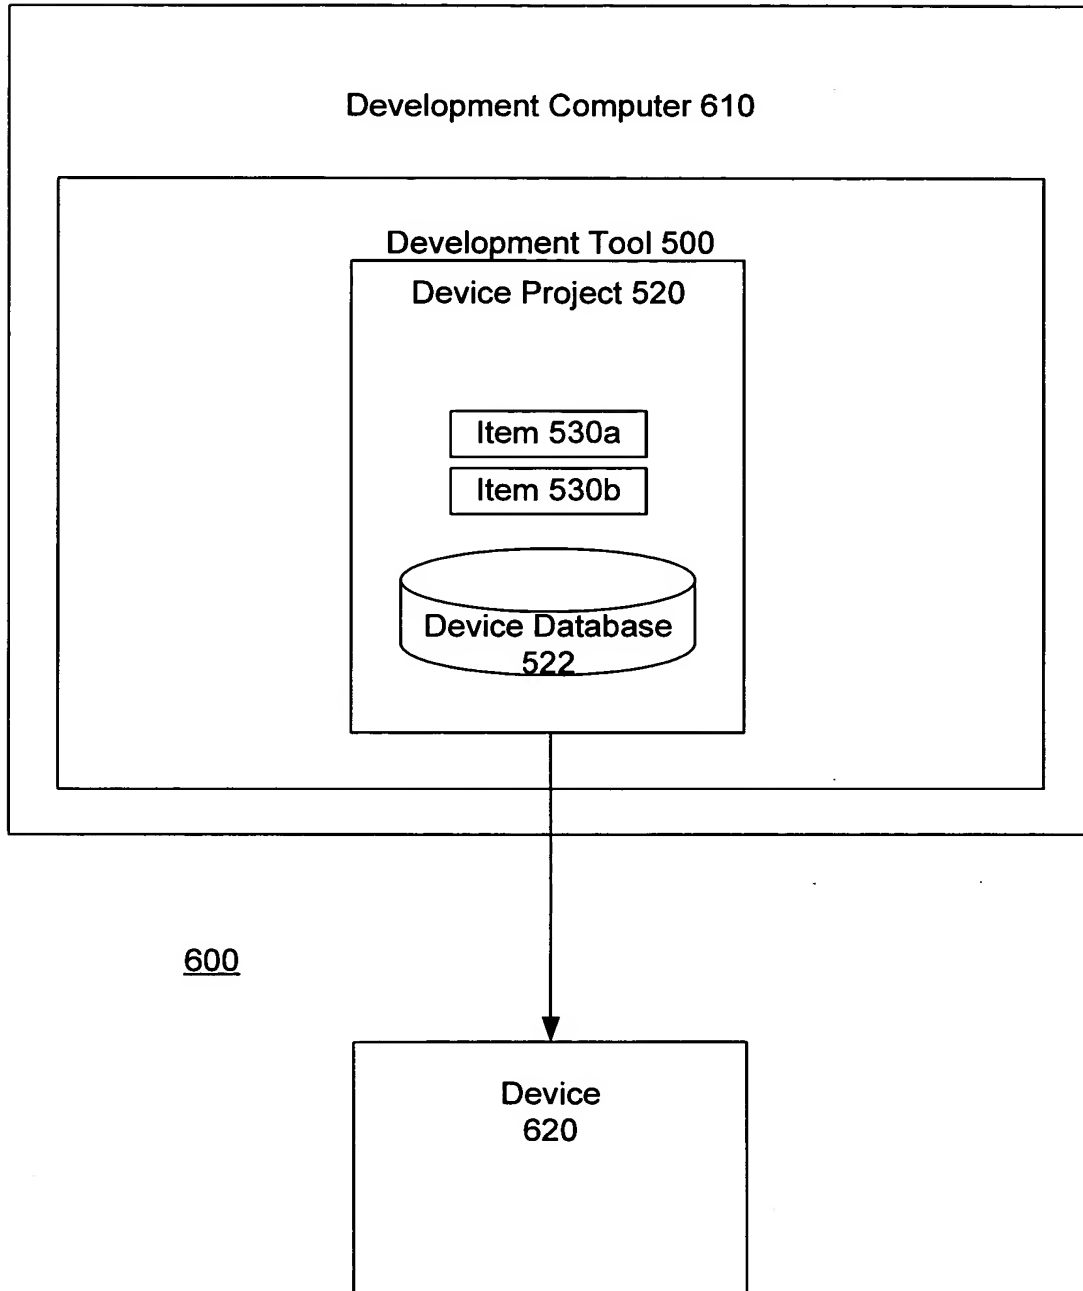 Development Computer 610
Development Tool 500
Device Project 520
Item 530a
Item 530b
Device Database
522
600
Device
620